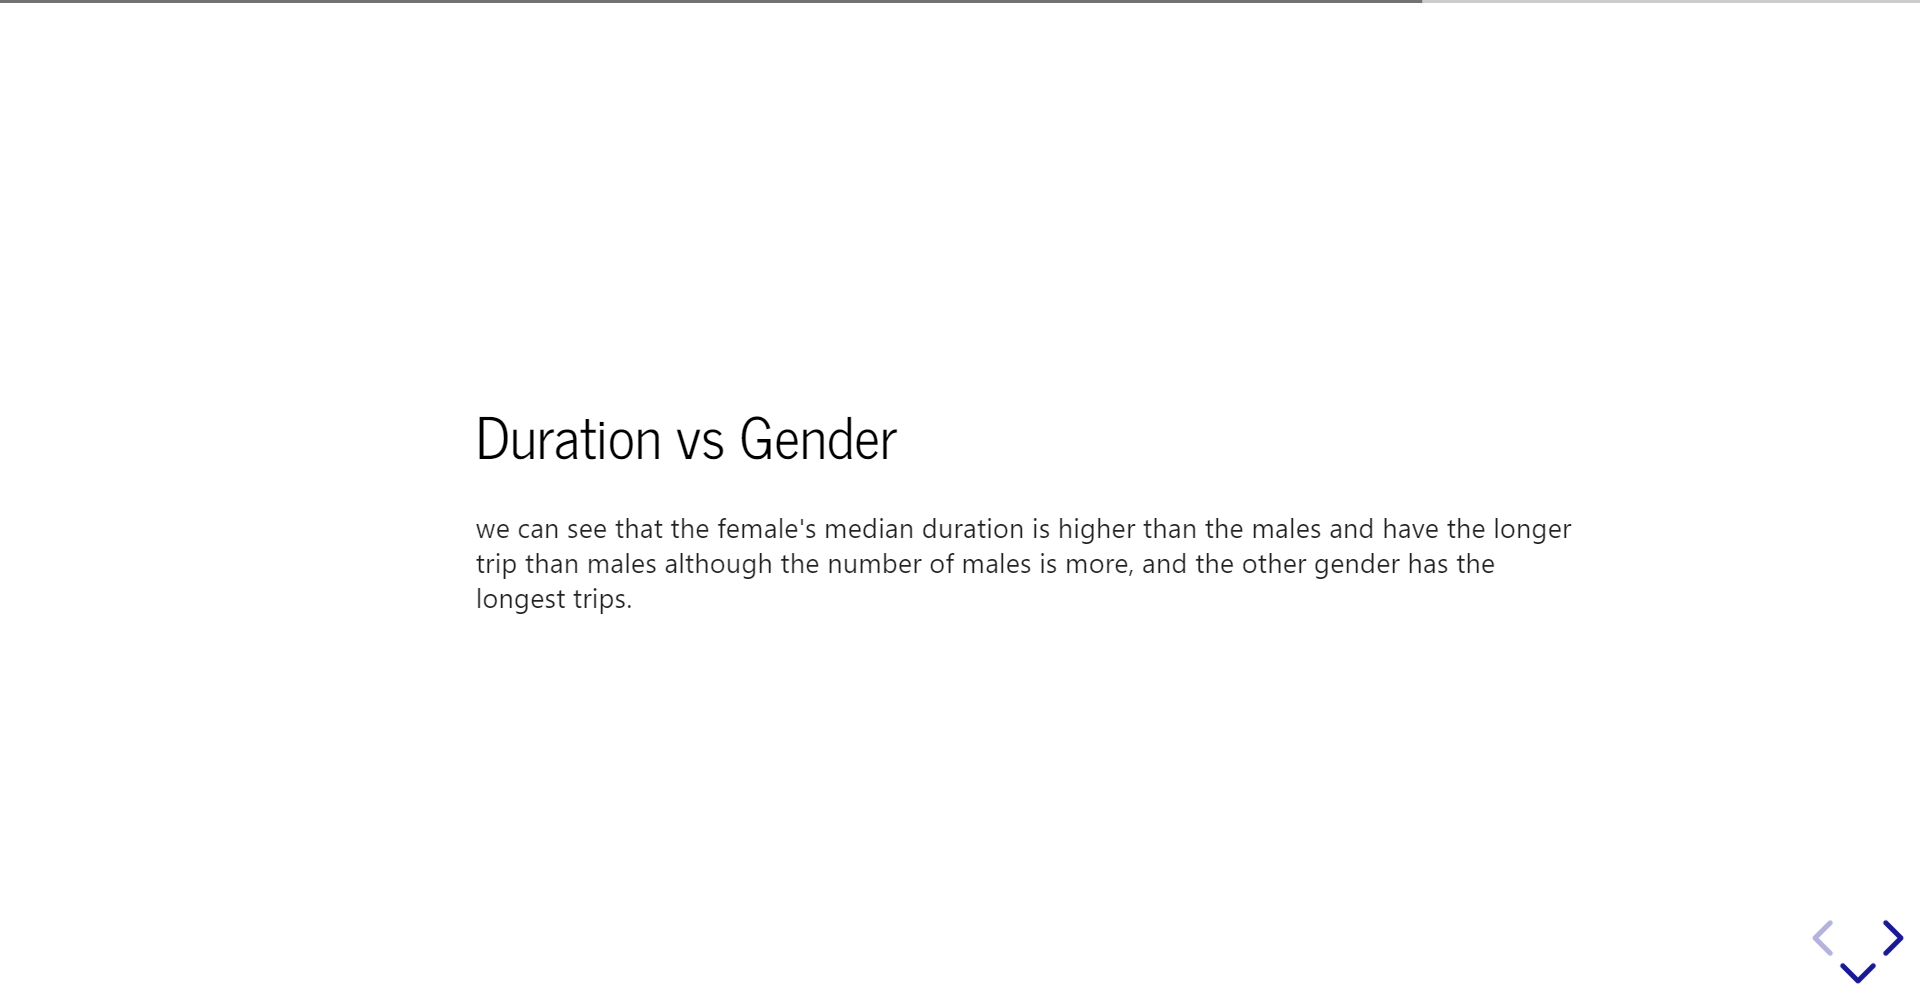 Duration vs Gender
we can see that the female's median duration is higher than the males and have the longer
trip than males although the number of males is more, and the other gender has the
longest trips.